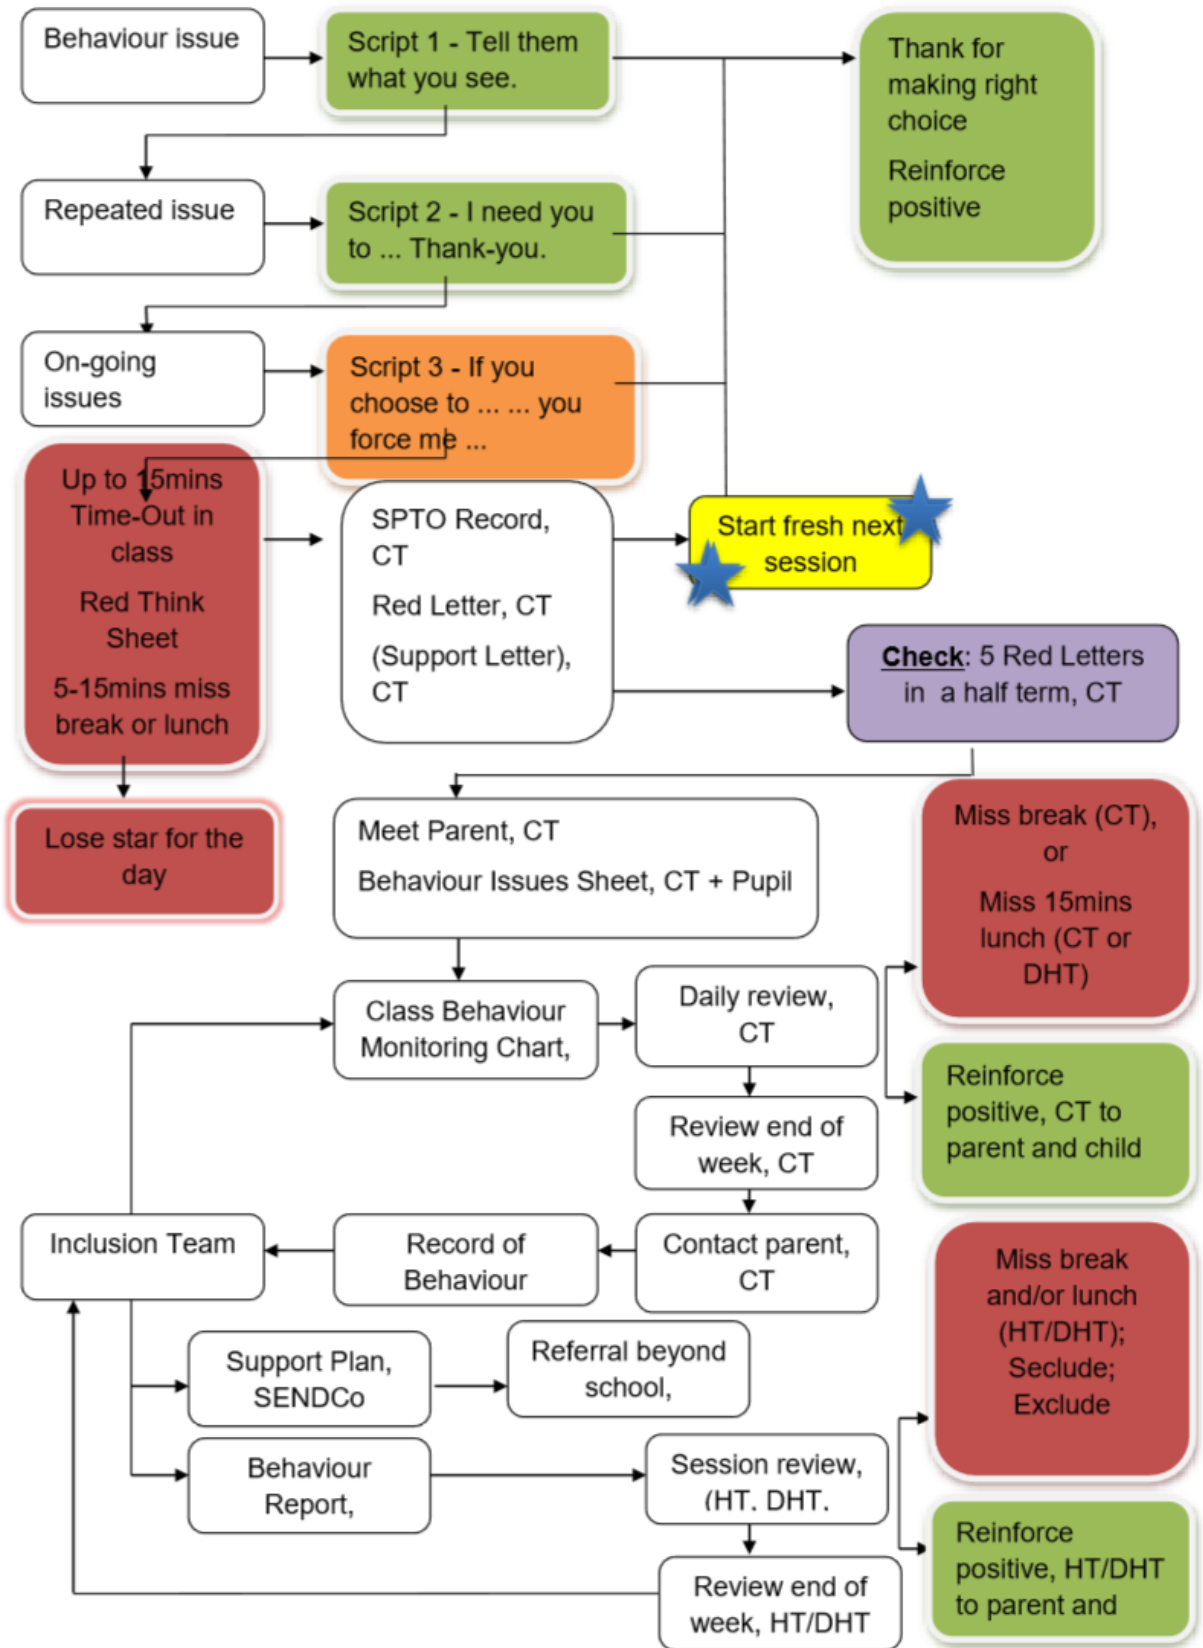 Behaviour issue
Script 1 - Tell them
what you see.
Thank for
making right
choice
Reinforce
positive
Repeated issue
Script 2 - I need you
to ... Thank-you.
On-going
issues
Script 3 - If you
choose to ... ... you
force me ...
Up to 15mins
Time-Out in
class
Red Think
Sheet
5-15mins miss
break or lunch
SPTO Record,
CT
Red Letter, CT
(Support Letter),
CT
Start fresh next
session
Check: 5 Red Letters
in a half term, CT
Lose star for the
day
Meet Parent, CT
Behaviour Issues Sheet, CT + Pupil
Miss break (CT),
or
Miss 15mins
lunch (CT or
DHT)
Class Behaviour
Monitoring Chart,
Daily review,
CT
Reinforce
positive, CT to
parent and child
Review end of
week, CT
Inclusion Team
Record of
Behaviour
Contact parent,
CT
Miss break
and/or lunch
(HT/DHT);
Seclude;
Exclude
Support Plan,
SENDCo
Referral beyond
school,
Behaviour
Report,
Session review,
(HT, DHT,
Reinforce
positive, HT/DHT
to parent and
Review end of
week, HT/DHT